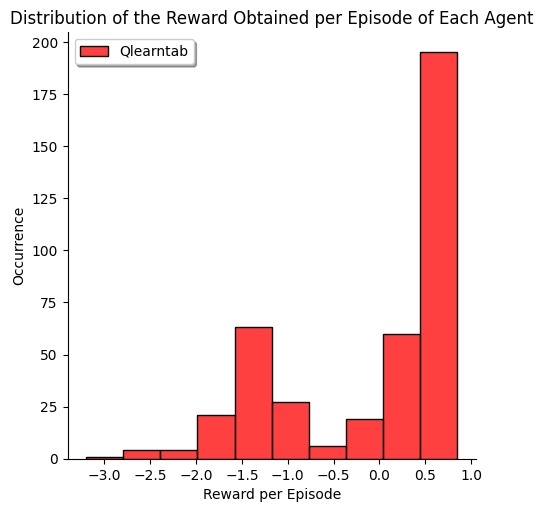 Distribution of the Reward Obtained per Episode of Each Agent
Qlearntab
200
175
150
125
100
75
50
25
0
Occurrence
−3.0 −2.5 −2.0 −1.5 −1.0 −0.5 0.0 0.5 1.0
Reward per Episode